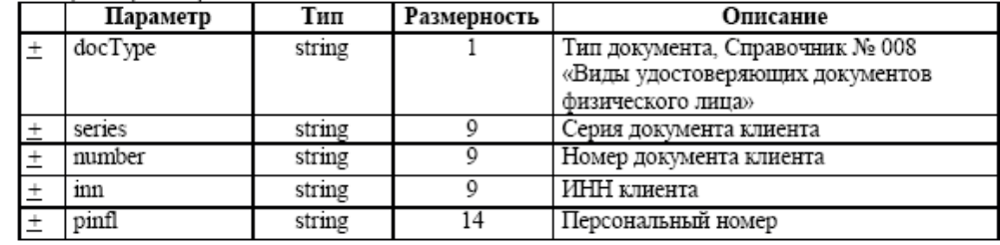 Параметр Тип Размерность Описание
+ docType string 1 Тип документа, Справочник № 008
«Виды удостоверяющих документов
физического лица»
+ series string 9 Серия документа клиента
+ number string 9 Номер документа клиента
+ inn string 9 ИНН клиента
+ pinfl string 14 Персональный номер